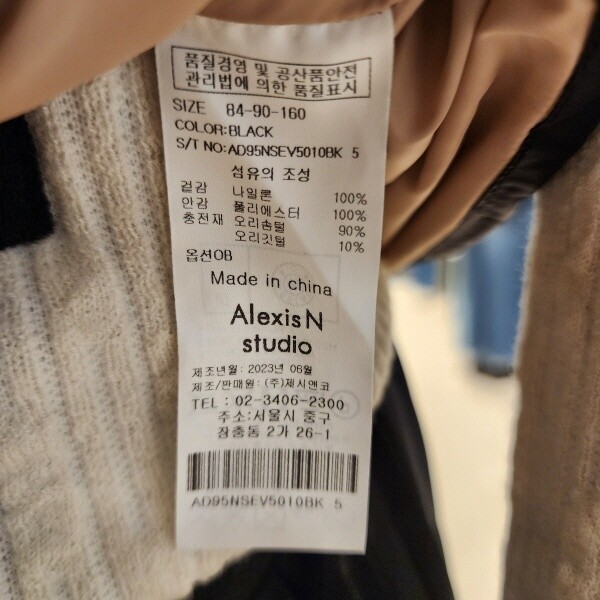 품질경영 및 공산품안전
관리법에 의한 품질표시
SIZE 84-90-160
COLOR:BLACK
S/T NO:AD95NSEV5010BK 5
섬유의 조성
겉감 나일론 100%
안감 폴리에스터 100%
충전재 오리솜털 90%
오리깃털 10%
옵션OB
Made in china
AlexisN
studio
제조년월: 2023년 06월
제조/판매원: (주)제시앤코
TEL : 02-3406-2300
주소:서울시 중구
장충동 2가 26-1
AD95NSEV5010BK 5